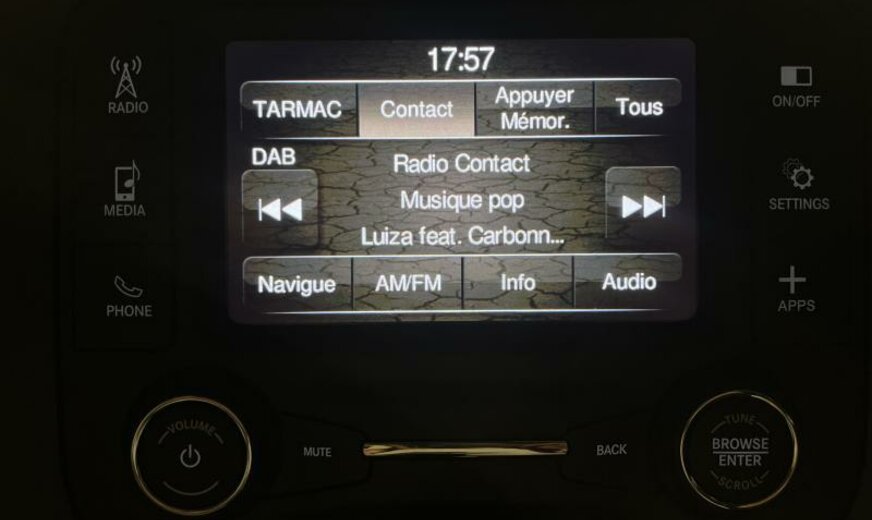 17:57
TARMAC
Contact
Appuyer
Mémor.
Tous
DAB
Radio Contact
Musique pop
Luiza feat. Carbonn...
Navigue
AM/FM
Info
Audio
RADIO
MEDIA
PHONE
ON/OFF
SETTINGS
APPS
VOLUME
MUTE
BACK
TUNE
BROWSE
ENTER
SCROLL